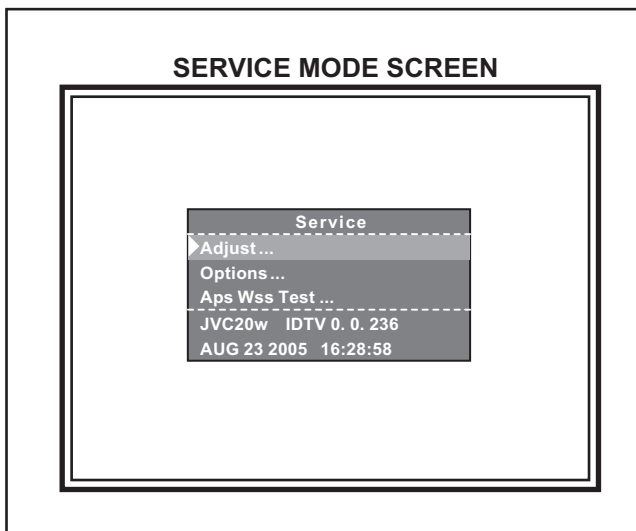 SERVICE MODE SCREEN
Service
Adjust...
Options...
Aps Wss Test ...
JVC20w IDTV 0. 0. 236
AUG 23 2005 16:28:58